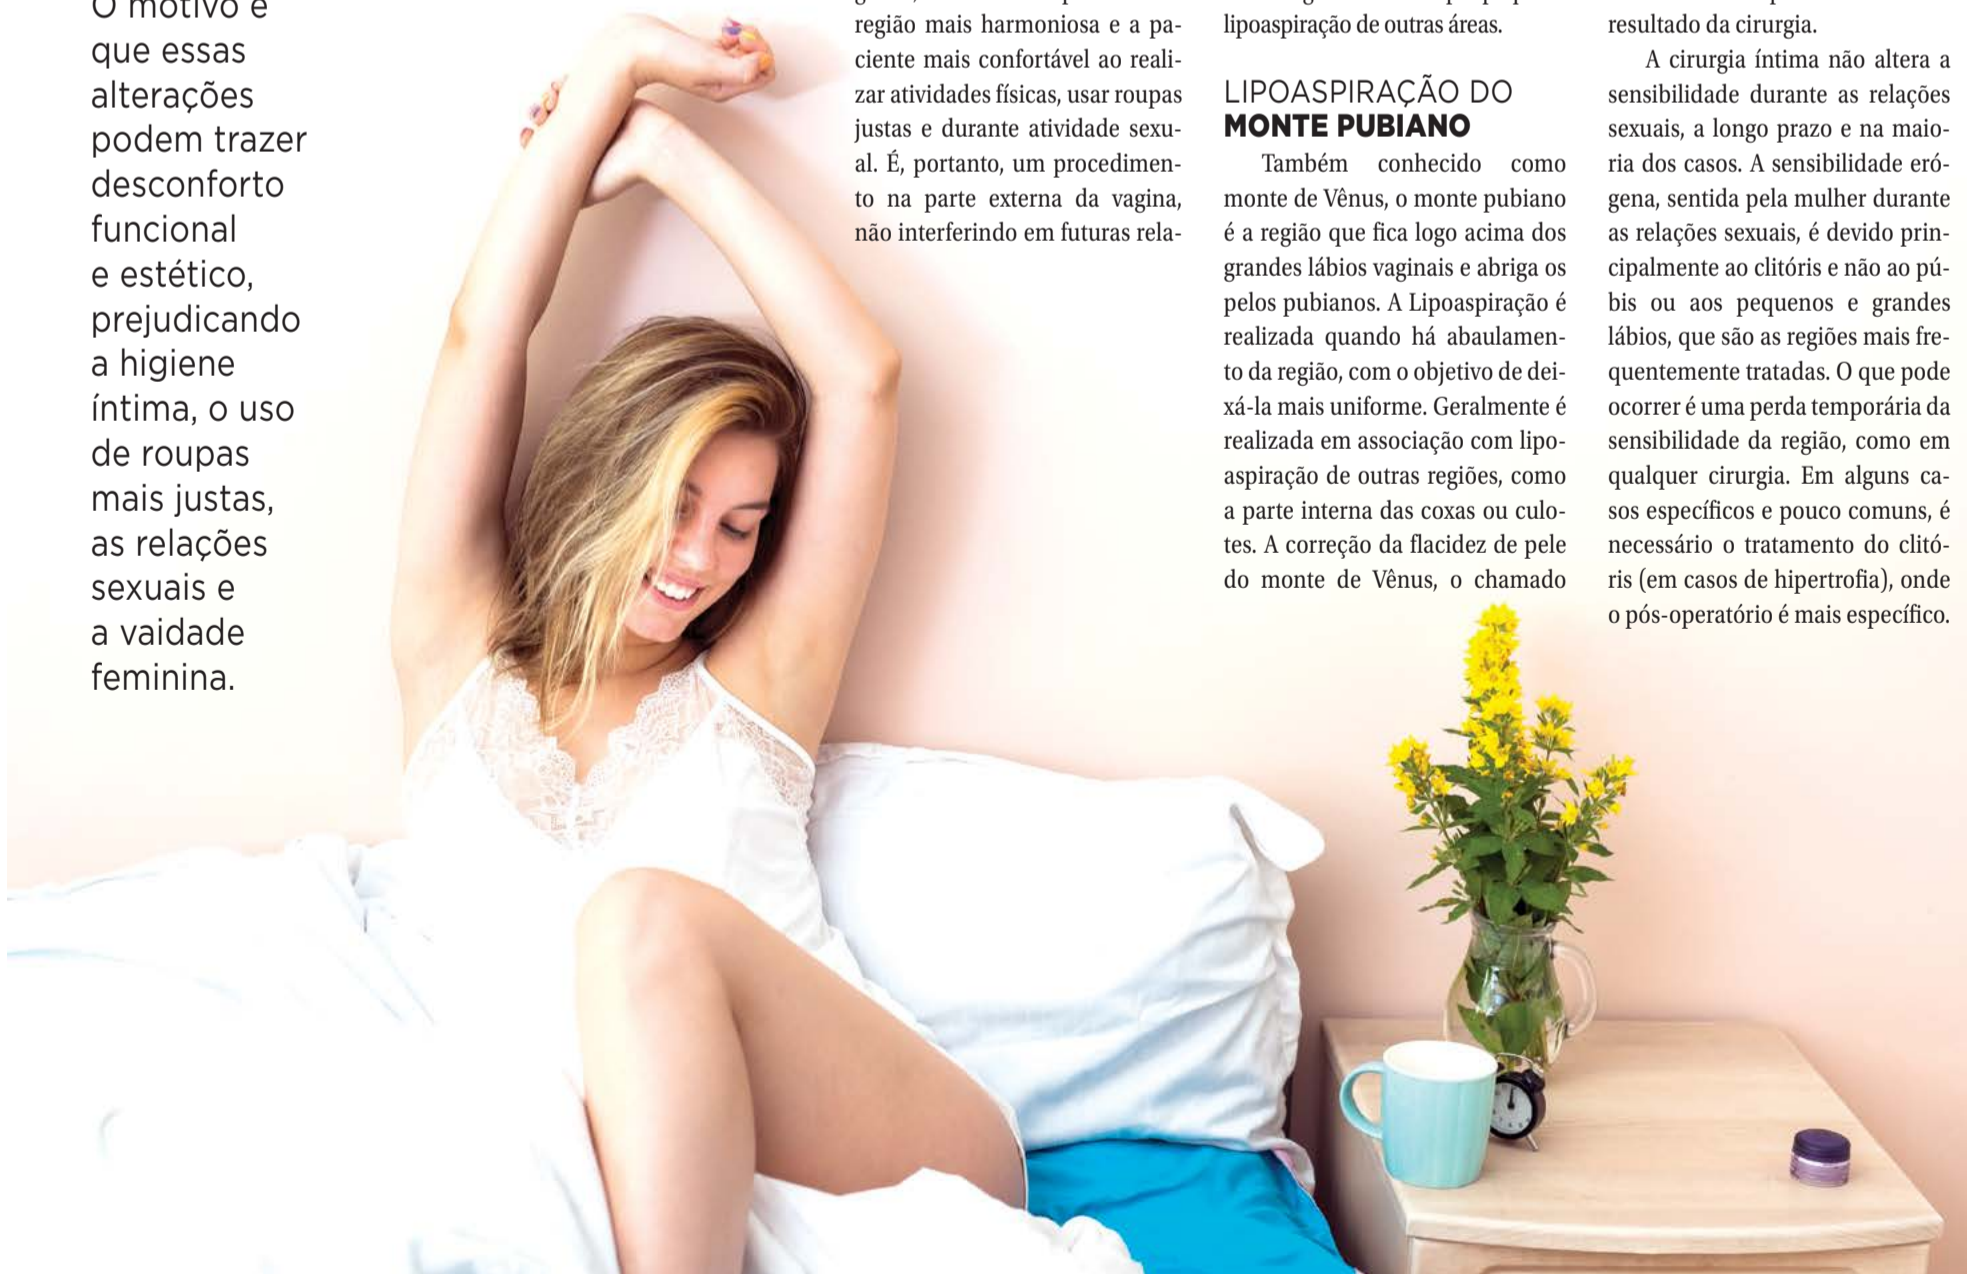 O motivo é
que essas
alterações
podem trazer
desconforto
funcional
e estético,
prejudicando
a higiene
íntima, o uso
de roupas
mais justas,
as relações
sexuais e
a vaidade
feminina.
região mais harmoniosa e a pa-
ciente mais confortável ao reali-
zar atividades físicas, usar roupas
justas e durante atividade sexu-
al. É, portanto, um procedimen-
to na parte externa da vagina,
não interferindo em futuras rela-
lipoaspiração de outras áreas.
LIPOASPIRAÇÃO DO
MONTE PUBIANO
Também conhecido como
monte de Vênus, o monte pubiano
é a região que fica logo acima dos
grandes lábios vaginais e abriga os
pelos pubianos. A Lipoaspiração é
realizada quando há abaulamen-
to da região, com o objetivo de dei-
xá-la mais uniforme. Geralmente é
realizada em associação com lipo-
aspiração de outras regiões, como
a parte interna das coxas ou culo-
tes. A correção da flacidez de pele
do monte de Vênus, o chamado
resultado da cirurgia.
A cirurgia íntima não altera a
sensibilidade durante as relações
sexuais, a longo prazo e na maio-
ria dos casos. A sensibilidade eró-
gena, sentida pela mulher durante
as relações sexuais, é devido prin-
cipalmente ao clitóris e não ao pú-
bis ou aos pequenos e grandes
lábios, que são as regiões mais fre-
quentemente tratadas. O que pode
ocorrer é uma perda temporária da
sensibilidade da região, como em
qualquer cirurgia. Em alguns ca-
sos específicos e pouco comuns, é
necessário o tratamento do clitó-
ris (em casos de hipertrofia), onde
o pós-operatório é mais específico.